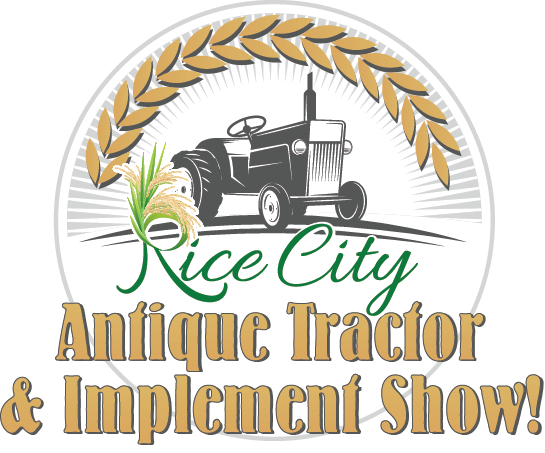 Rice City
Antique Tractor
& Implement Show!